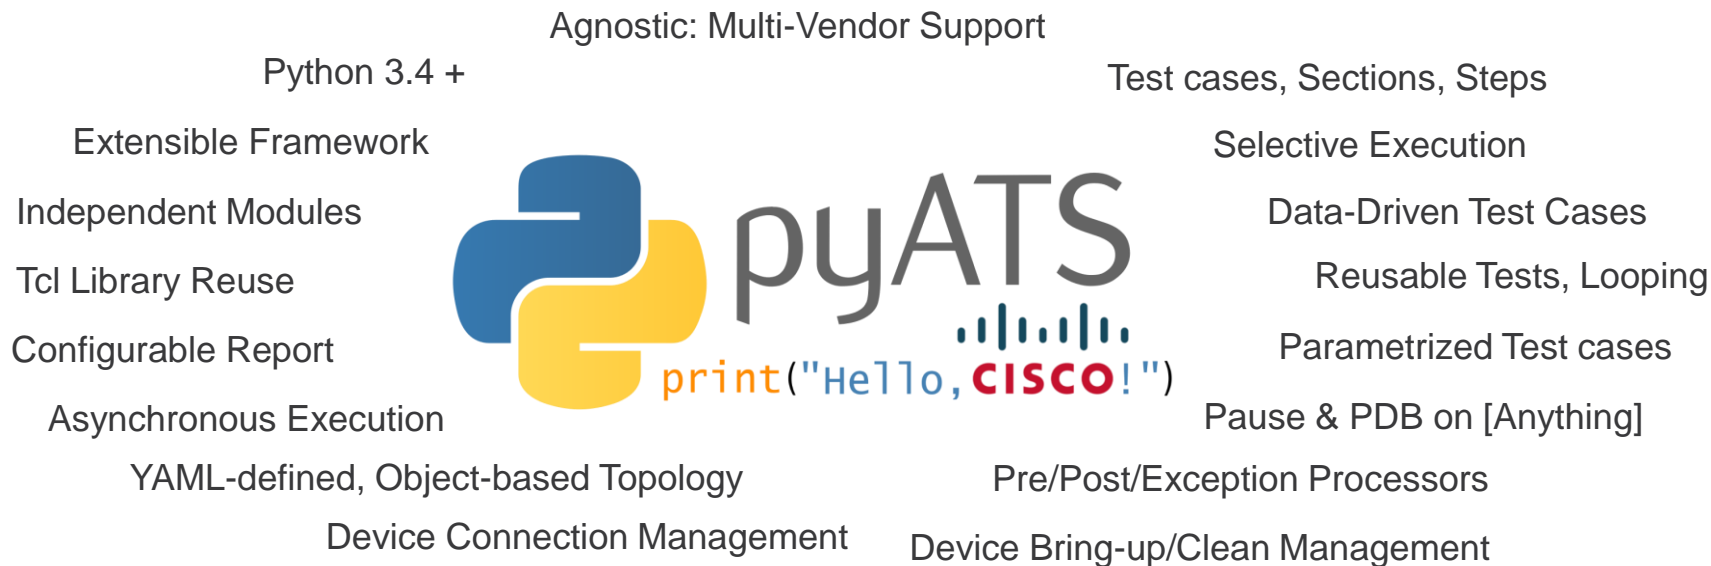 Agnostic: Multi-Vendor Support
Python 3.4 +
Test cases, Sections, Steps
Extensible Framework
Selective Execution
Independent Modules
Data-Driven Test Cases
pyATS
Tcl Library Reuse
Reusable Tests, Looping
Configurable Report
Parametrized Test cases
print("Hello,CISCO!")
Asynchronous Execution
Pause & PDB on [Anything]
YAML-defined, Object-based Topology
Pre/Post/Exception Processors
Device Connection Management
Device Bring-up/Clean Management